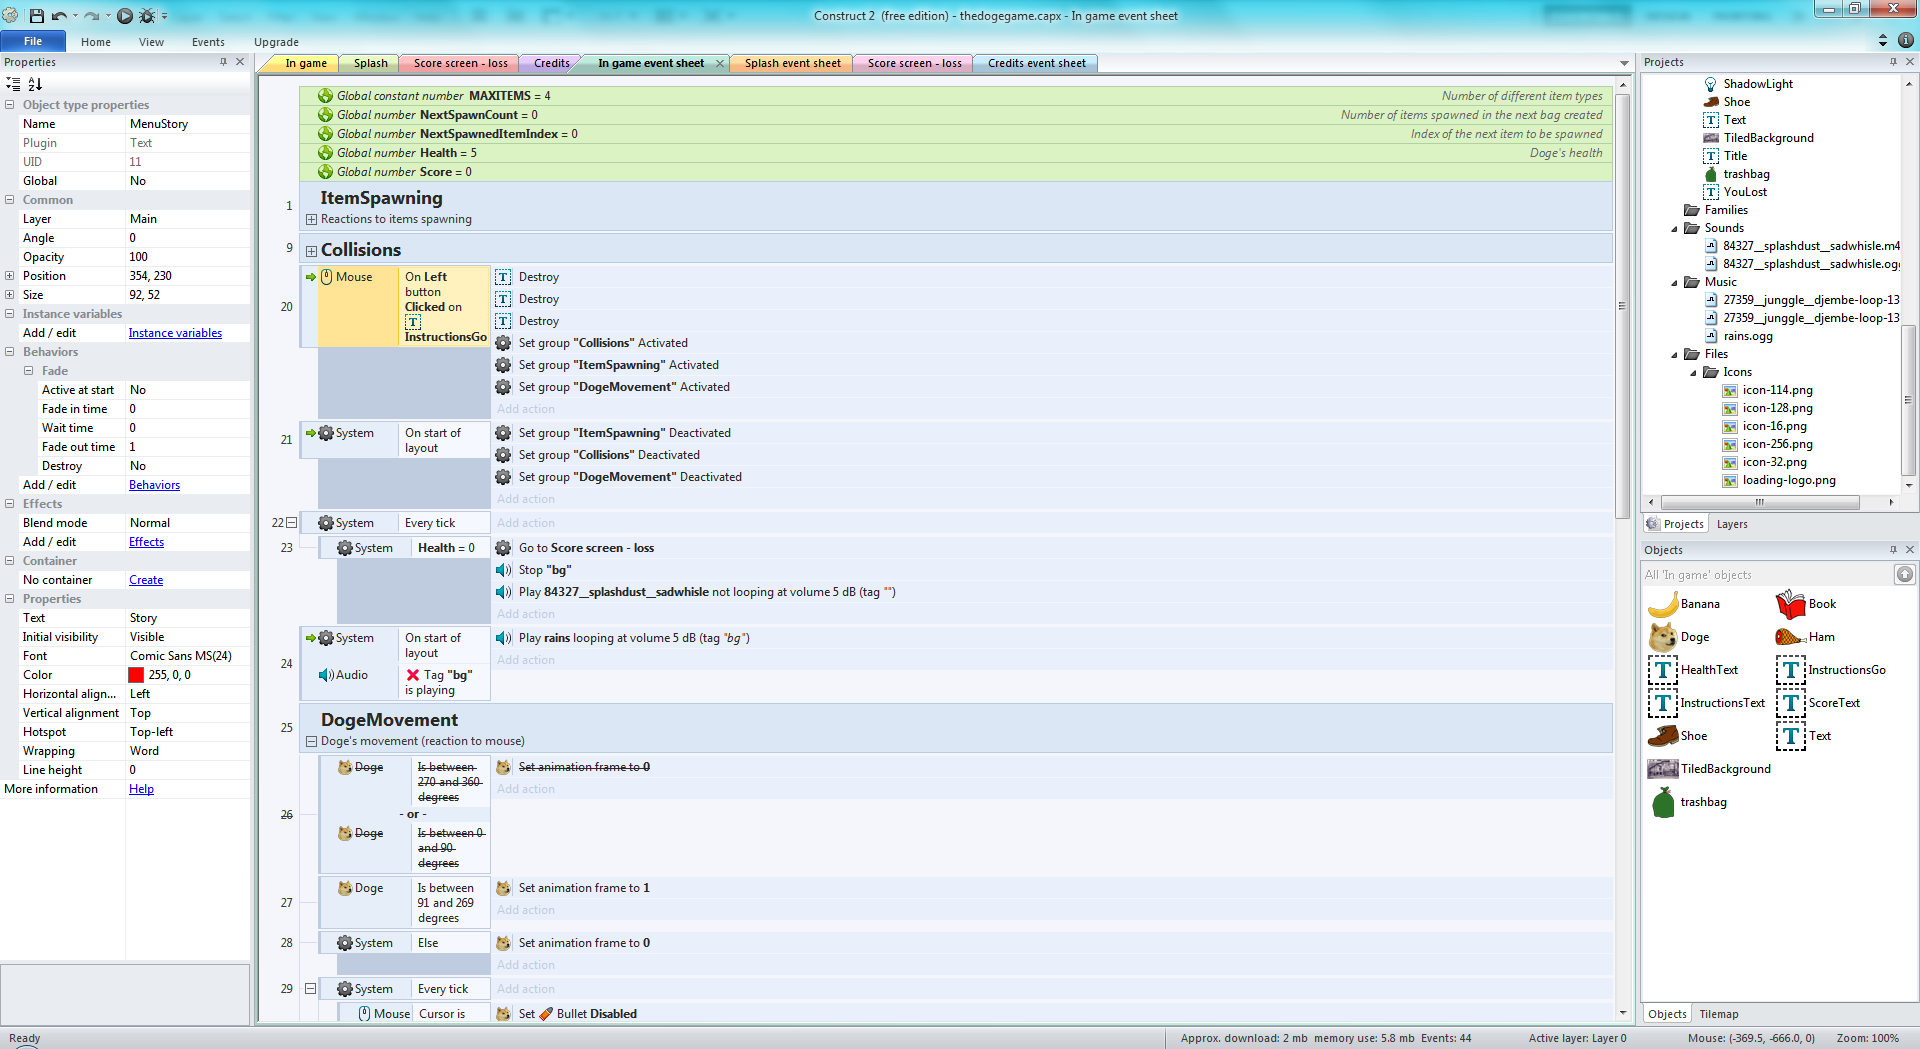 Construct 2  (free edition) - thedogegame.capx - In game event sheet
File Home View Events Upgrade
Properties
Object type properties
Name MenuStory
Plugin Text
UID 11
Global No
Common
Layer Main
Angle 0
Opacity 100
Position 354, 230
Size 92, 52
Instance variables
Add / edit Instance variables
Behaviors
Fade
Active at start No
Fade in time 0
Wait time 0
Fade out time 1
Destroy No
Add / edit Behaviors
Effects
Blend mode Normal
Add / edit Effects
Container
No container Create
Properties
Text Story
Initial visibility Visible
Font Comic Sans MS(24)
Color 255, 0, 0
Horizontal align... Left
Vertical alignment Top
Hotspot Top-left
Wrapping Word
Line height 0
More information Help
In game Splash Score screen - loss Credits In game event sheet Splash event sheet Score screen - loss Credits event sheet
Global constant number MAXITEMS = 4 Number of different item types
Global number NextSpawnCount = 0 Number of items spawned in the next bag created
Global number NextSpawnedItemIndex = 0 Index of the next item to be spawned
Global number Health = 5 Doge's health
Global number Score = 0
1 ItemSpawning
Reactions to items spawning
9 Collisions
20 Mouse
On Left
button
Clicked on
T
InstructionsGo
T Destroy
T Destroy
T Destroy
Set group "Collisions" Activated
Set group "ItemSpawning" Activated
Set group "DogeMovement" Activated
Add action
21 System
On start of
layout
Set group "ItemSpawning" Deactivated
Set group "Collisions" Deactivated
Set group "DogeMovement" Deactivated
Add action
22 System Every tick Add action
23 System Health = 0 Go to Score screen - loss
Stop "bg"
Play 84327__splashdust__sadwhisle not looping at volume 5 dB (tag "")
Add action
24 System
On start of
layout
Play rains looping at volume 5 dB (tag "bg")
Add action
Audio
Tag "bg"
is playing
25 DogeMovement
Doge's movement (reaction to mouse)
26 Doge
Is between
270 and 360
degrees
Set animation frame to 0
Add action
- or -
Doge
Is between 0
and 90
degrees
27 Doge
Is between
91 and 269
degrees
Set animation frame to 1
Add action
28 System Else Set animation frame to 0
Add action
29 System Every tick Add action
Mouse Cursor is Set Bullet Disabled
Projects
ShadowLight
Shoe
T Text
TiledBackground
T Title
trashbag
T YouLost
Families
Sounds
84327__splashdust__sadwhisle.m4
84327__splashdust__sadwhisle.og
Music
27359__junggle__djembe-loop-13
27359__junggle__djembe-loop-13
rains.ogg
Files
Icons
icon-114.png
icon-128.png
icon-16.png
icon-256.png
icon-32.png
loading-logo.png
Projects Layers
Objects
All 'In game' objects
Banana Book
Doge Ham
T HealthText T InstructionsGo
T InstructionsText T ScoreText
Shoe T Text
TiledBackground
trashbag
Objects Tilemap
Ready Approx. download: 2 mb  memory use: 5.8 mb  Events: 44 Active layer: Layer 0 Mouse: (-369.5, -666.0, 0) Zoom: 100%